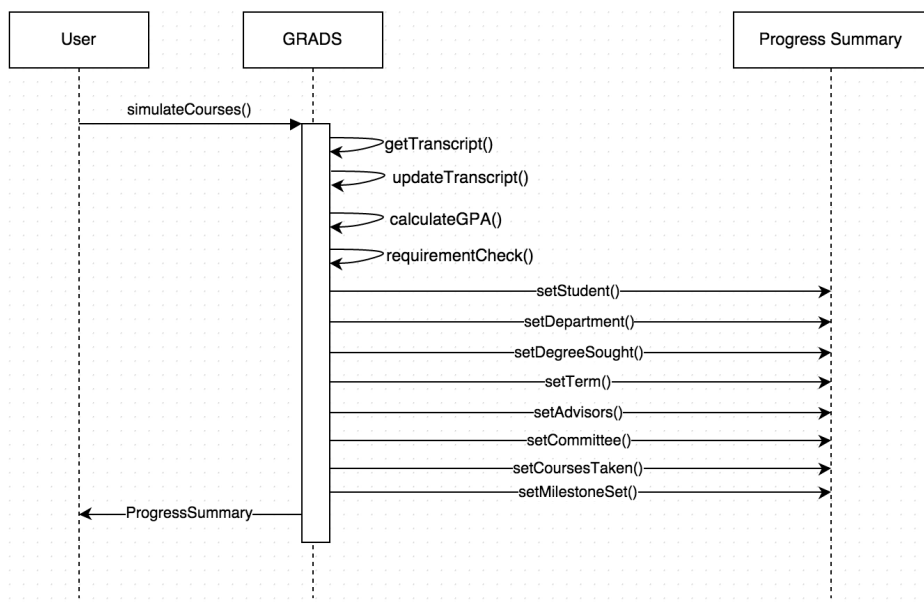 User
GRADS
Progress Summary
simulateCourses()
getTranscript()
updateTranscript()
calculateGPA()
requirementCheck()
setStudent()
setDepartment()
setDegreeSought()
setTerm()
setAdvisors()
setCommittee()
setCoursesTaken()
setMilestoneSet()
ProgressSummary